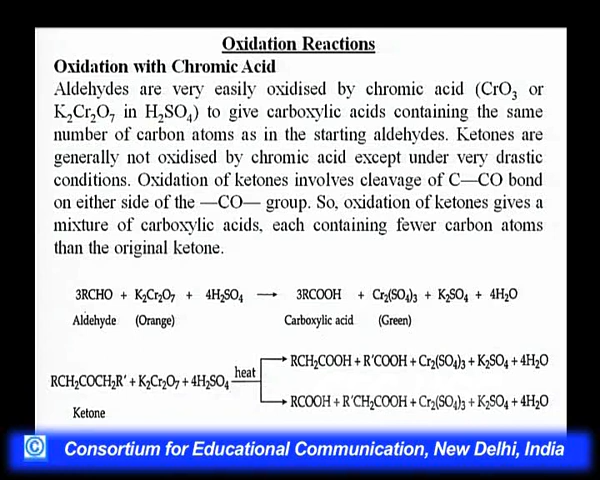 Oxidation Reactions
Oxidation with Chromic Acid
Aldehydes are very easily oxidised by chromic acid (CrO₃ or
K₂Cr₂O₇ in H₂SO₄) to give carboxylic acids containing the same
number of carbon atoms as in the starting aldehydes. Ketones are
generally not oxidised by chromic acid except under very drastic
conditions. Oxidation of ketones involves cleavage of C—CO bond
on either side of the —CO— group. So, oxidation of ketones gives a
mixture of carboxylic acids, each containing fewer carbon atoms
than the original ketone.
3RCHO + K₂Cr₂O₇ + 4H₂SO₄ → 3RCOOH + Cr₂(SO₄)₃ + K₂SO₄ + 4H₂O
Aldehyde (Orange) Carboxylic acid (Green)
RCH₂COOH + R′COOH + Cr₂(SO₄)₃ + K₂SO₄ + 4H₂O
RCH₂COCH₂R′ + K₂Cr₂O₇ + 4H₂SO₄ heat
RCOOH + R′CH₂COOH + Cr₂(SO₄)₃ + K₂SO₄ + 4H₂O
Ketone
© Consortium for Educational Communication, New Delhi, India